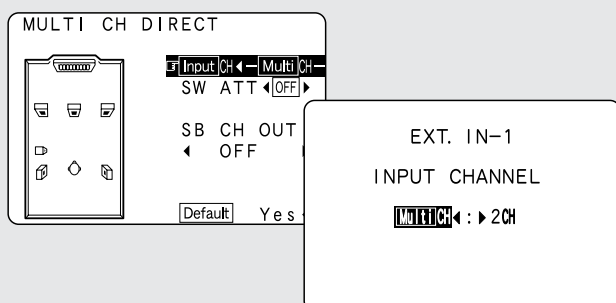 MULTI CH DIRECT
☞ Input CH ◀ — Multi CH —
SW ATT ◀ OFF ▶
SB CH OUT
◀ OFF
Default Yes ◀
EXT. IN-1
INPUT CHANNEL
Multi CH ◀ : ▶ 2CH